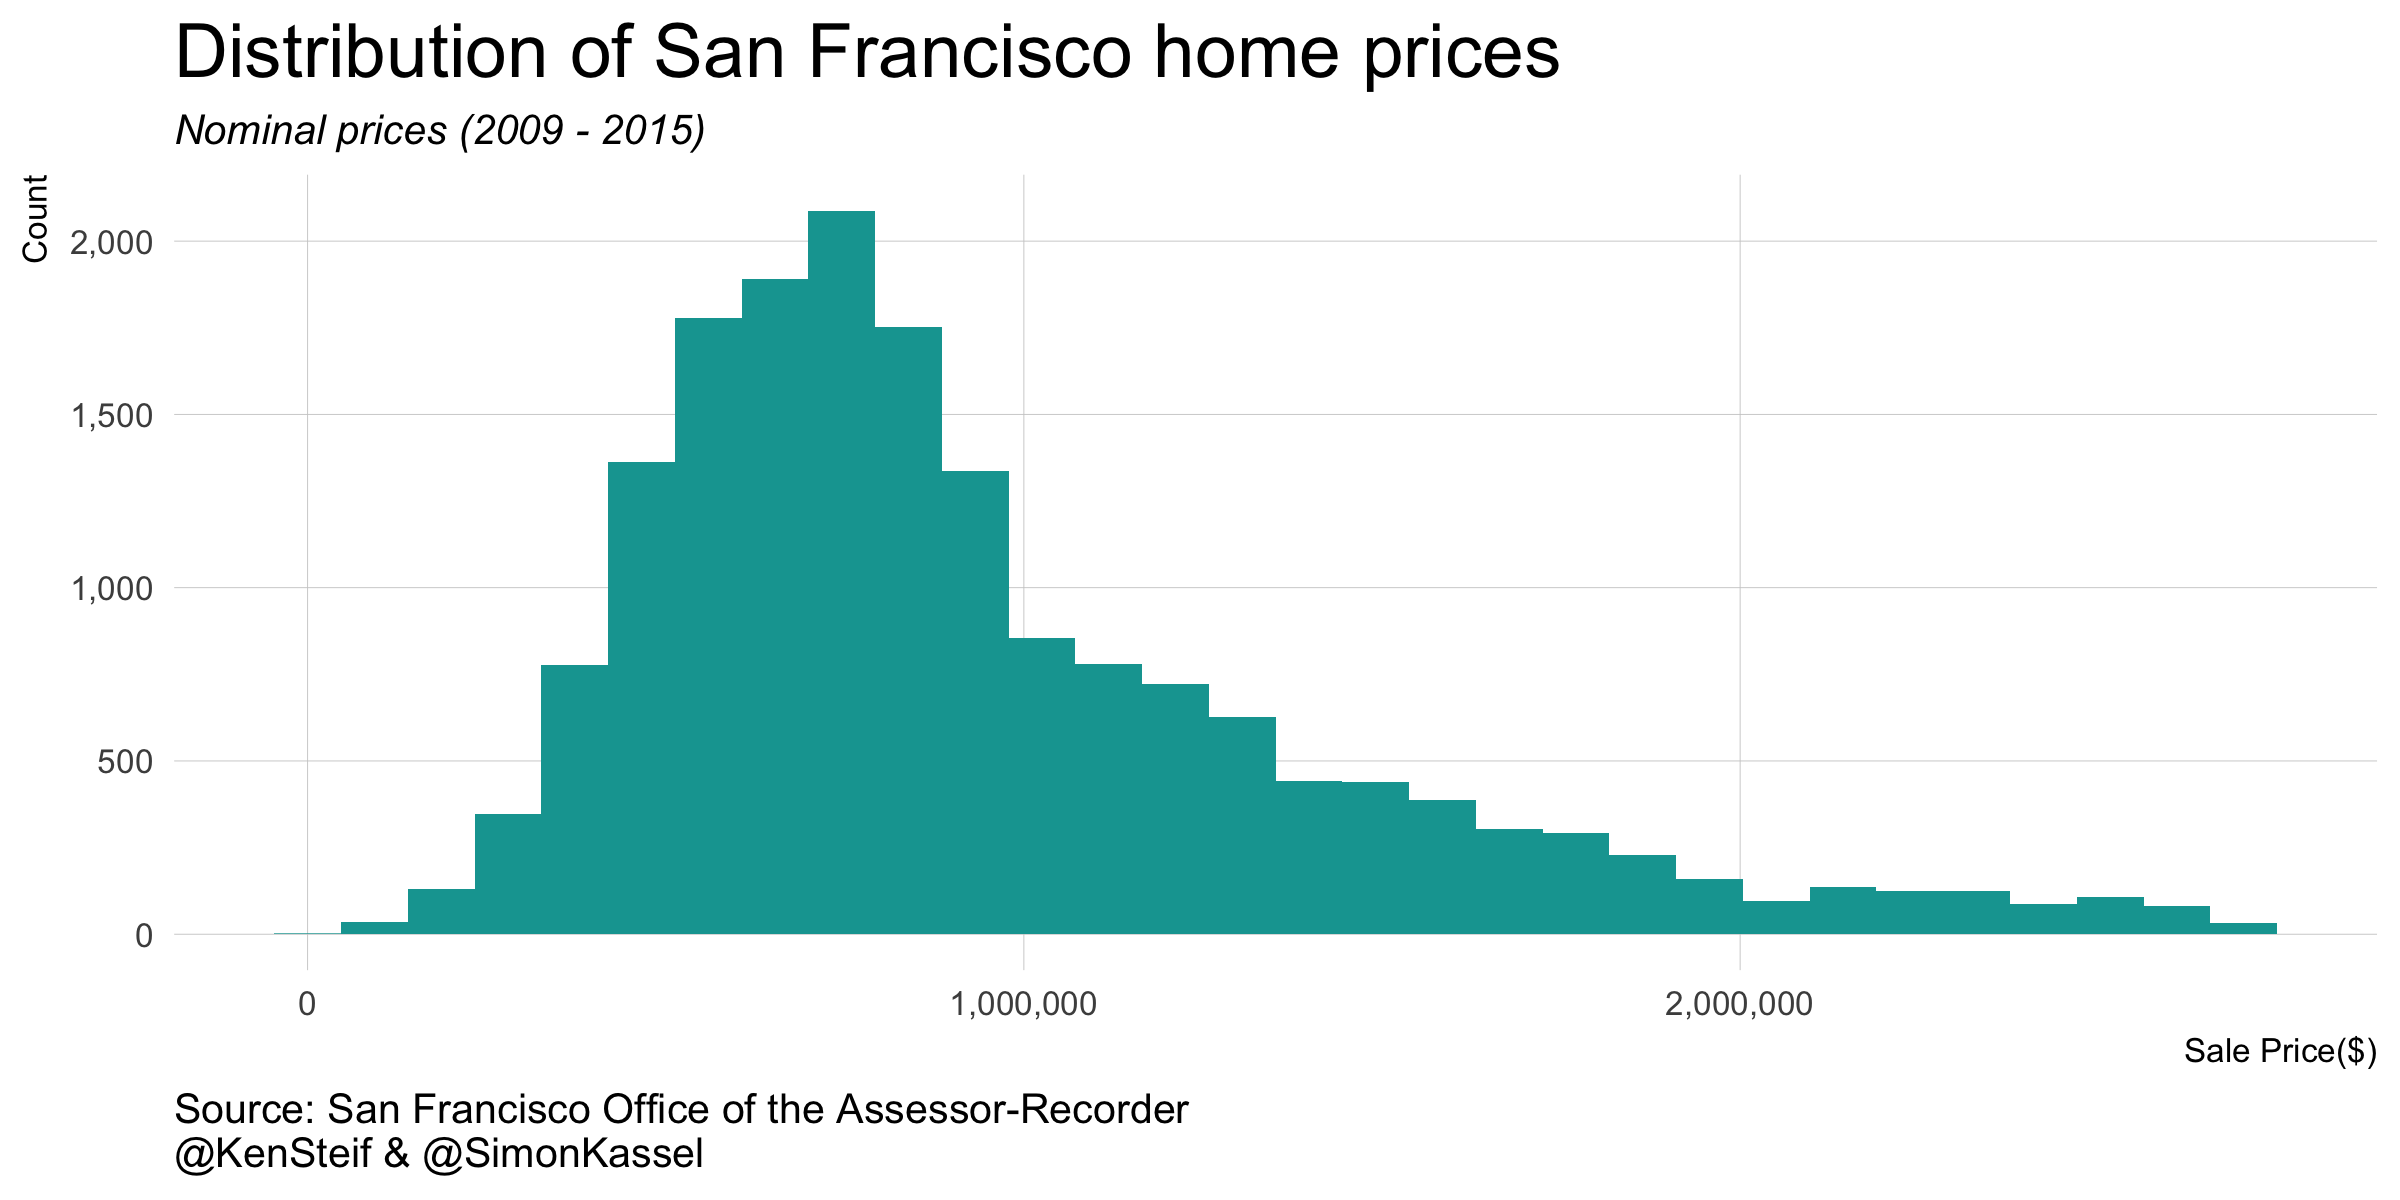 Distribution of San Francisco home prices
Nominal prices (2009 - 2015)
Count
2,000
1,500
1,000
500
0
0 1,000,000 2,000,000
Sale Price($)
Source: San Francisco Office of the Assessor-Recorder
@KenSteif & @SimonKassel